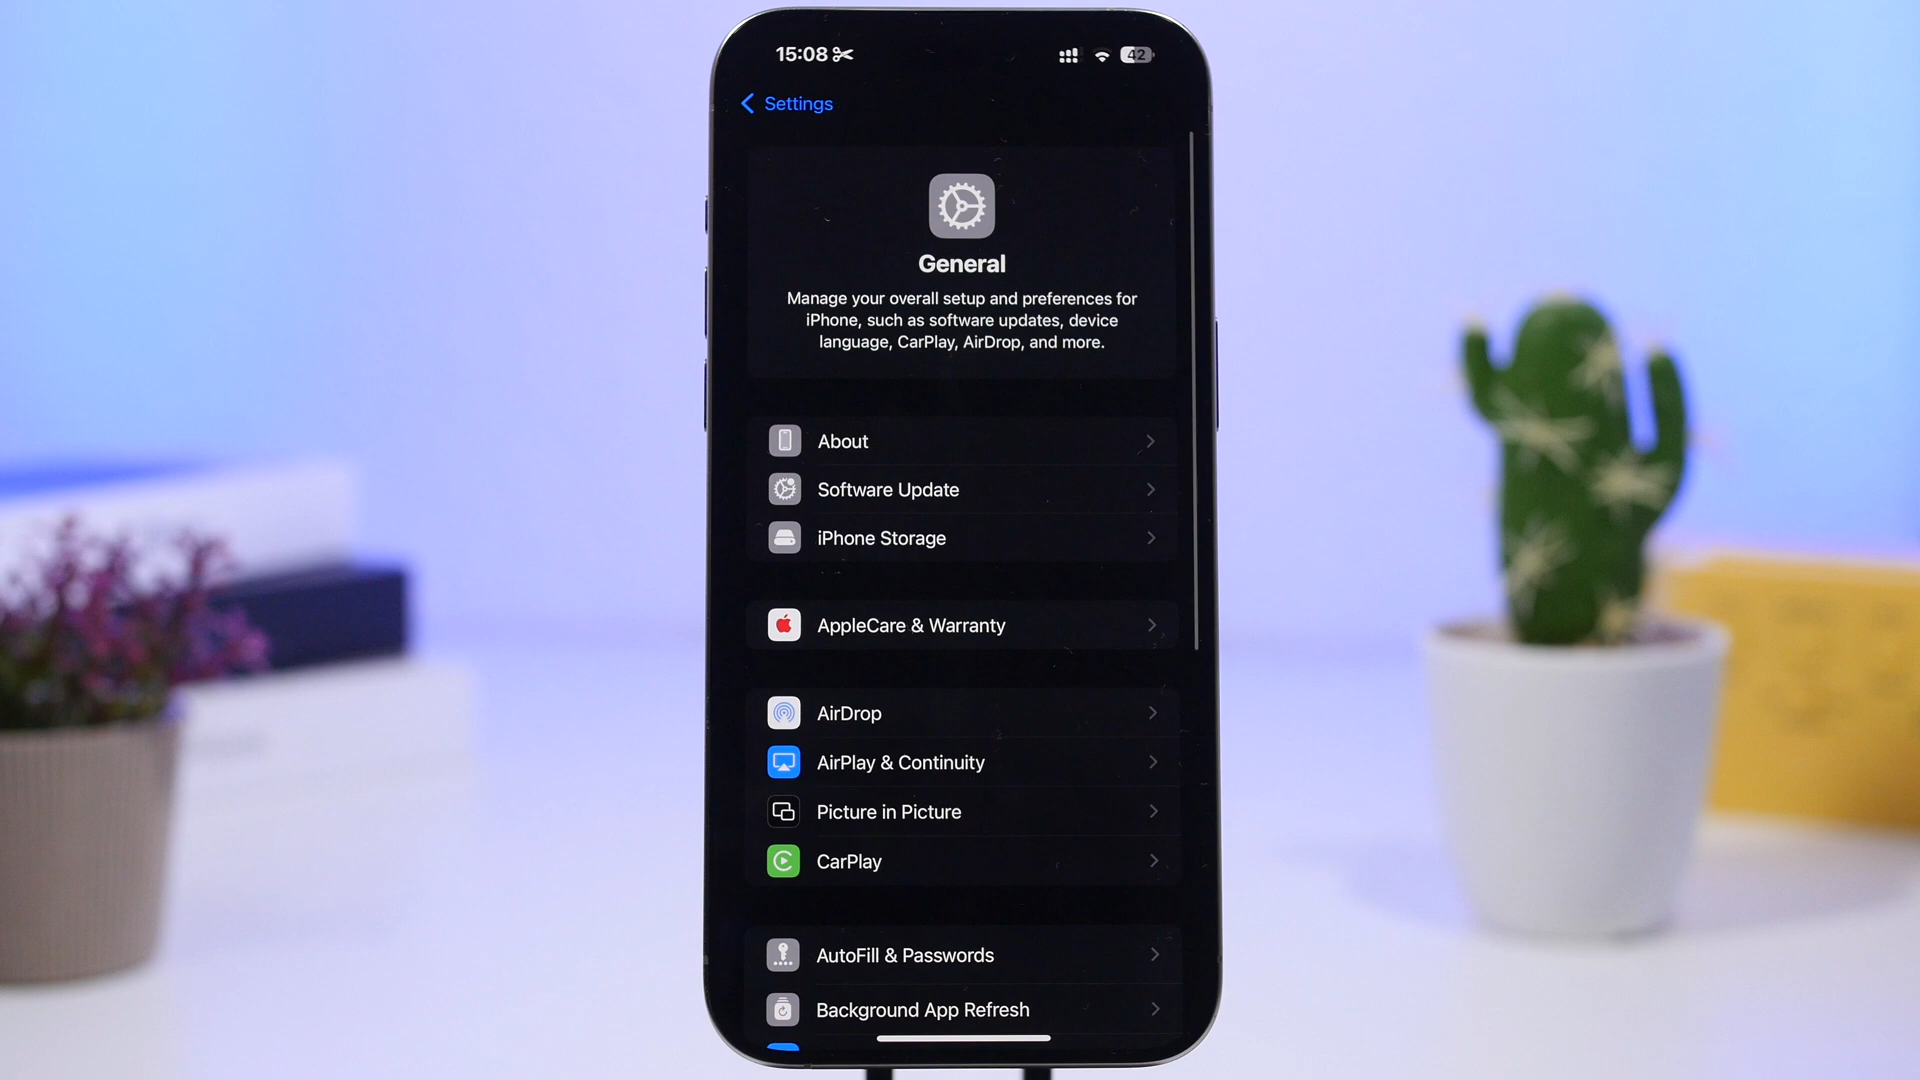 15:08
42
Settings
General
Manage your overall setup and preferences for
iPhone, such as software updates, device
language, CarPlay, AirDrop, and more.
About
Software Update
iPhone Storage
AppleCare & Warranty
AirDrop
AirPlay & Continuity
Picture in Picture
CarPlay
AutoFill & Passwords
Background App Refresh